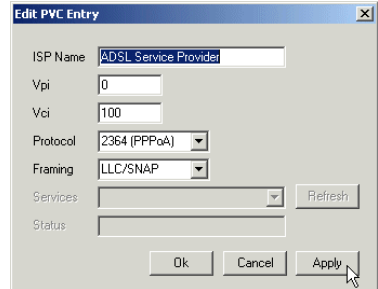 Edit PVC Entry
ISP Name ADSL Service Provider
Vpi 0
Vci 100
Protocol 2364 (PPPoA)
Framing LLC/SNAP
Services Refresh
Status
Ok Cancel Apply